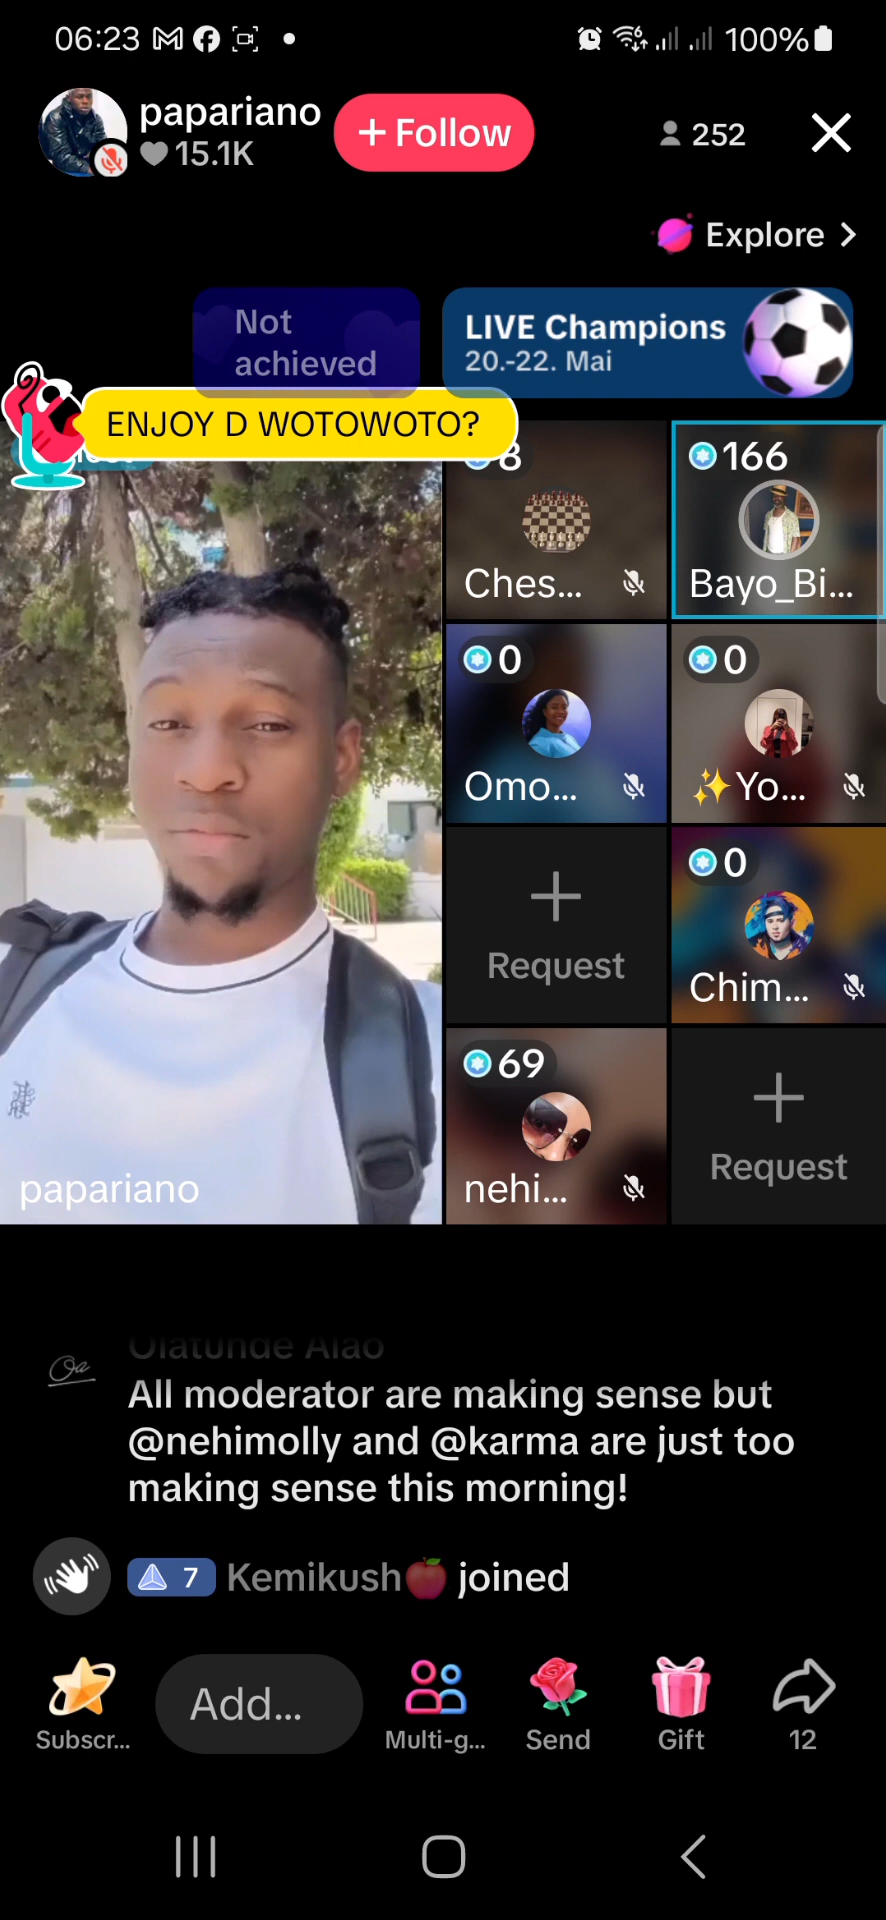 06:23
100%
papariano
15.1K
+ Follow
252
Explore
Not
achieved
LIVE Champions
20.-22. Mai
ENJOY D WOTOWOTO?
8
Ches...
166
Bayo_Bi...
0
Omo...
0
✨Yo...
Request
0
Chim...
69
nehi...
Request
papariano
Olatunde Alao
All moderator are making sense but
@nehimolly and @karma are just too
making sense this morning!
7 Kemikush🍎 joined
Add...
Subscr...
Multi-g...
Send
Gift
12